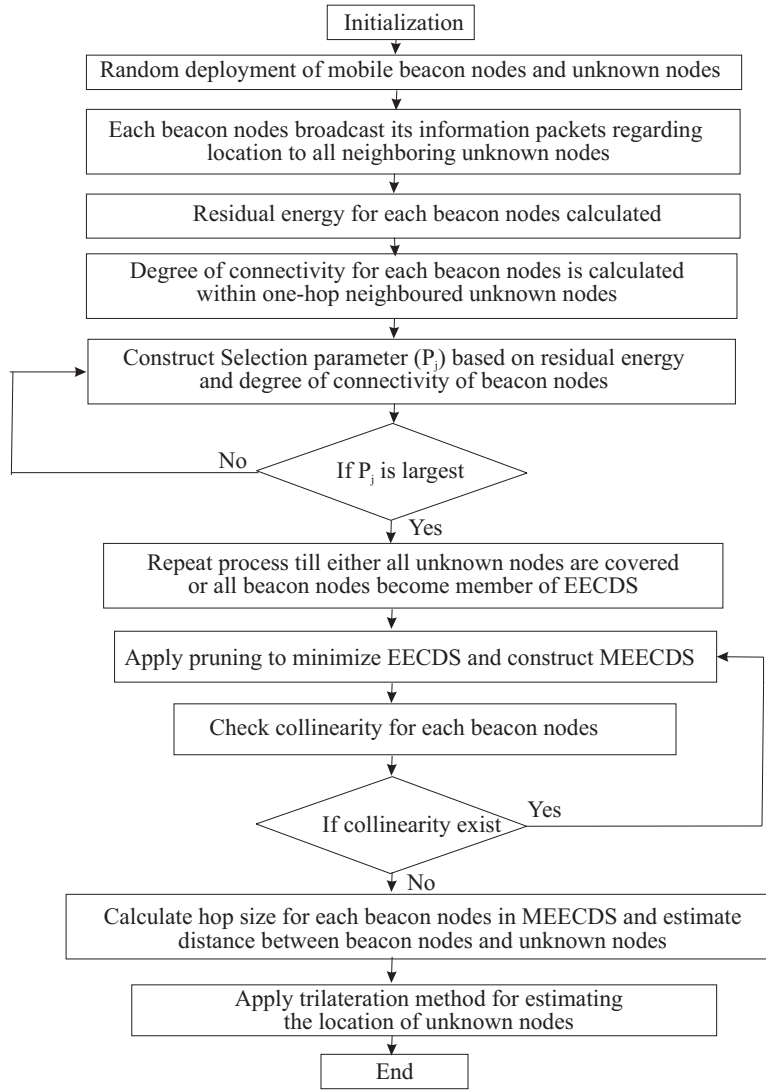 Initialization
Random deployment of mobile beacon nodes and unknown nodes
Each beacon nodes broadcast its information packets regarding
location to all neighboring unknown nodes
Residual energy for each beacon nodes calculated
Degree of connectivity for each beacon nodes is calculated
within one-hop neighboured unknown nodes
Construct Selection parameter (Pj) based on residual energy
and degree of connectivity of beacon nodes
No
If Pj is largest
Yes
Repeat process till either all unknown nodes are covered
or all beacon nodes become member of EECDS
Apply pruning to minimize EECDS and construct MEECDS
Check collinearity for each beacon nodes
If collinearity exist
Yes
No
Calculate hop size for each beacon nodes in MEECDS and estimate
distance between beacon nodes and unknown nodes
Apply trilateration method for estimating
the location of unknown nodes
End